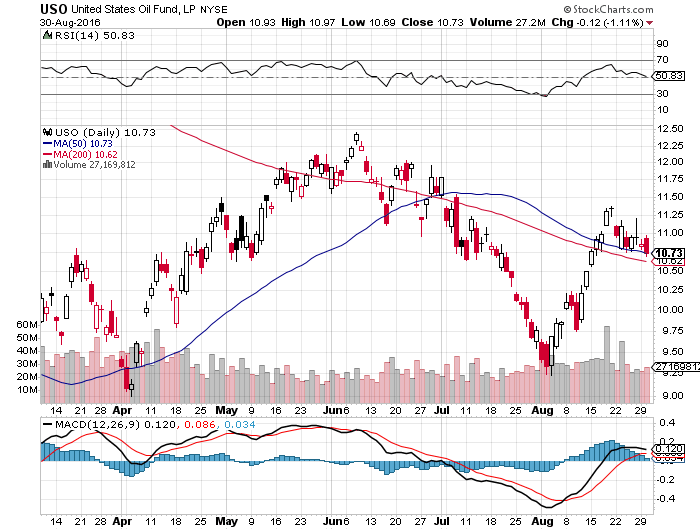 USO United States Oil Fund, LP NYSE © StockCharts.com
30-Aug-2016 Open 10.93 High 10.97 Low 10.69 Close 10.73 Volume 27.2M Chg -0.12 (-1.11%)
RSI(14) 50.83
90
70
50.83
30
10
USO (Daily) 10.73
MA(50) 10.73
MA(200) 10.62
Volume 27,169,812
12.50
12.25
12.00
11.75
11.50
11.25
11.00
10.73
10.62
10.50
10.25
10.00
9.75
9.50
9.25
9.00
60M
50M
40M
30M
20M
10M
27169812
14 21 28 Apr 11 18 25 May 9 16 23 Jun 6 13 20 27 Jul 11 18 25 Aug 8 15 22 29
MACD(12,26,9) 0.120, 0.086, 0.034
0.4
0.120
-0.2
-0.4
14 21 28 Apr 11 18 25 May 9 16 23 Jun 6 13 20 27 Jul 11 18 25 Aug 8 15 22 29